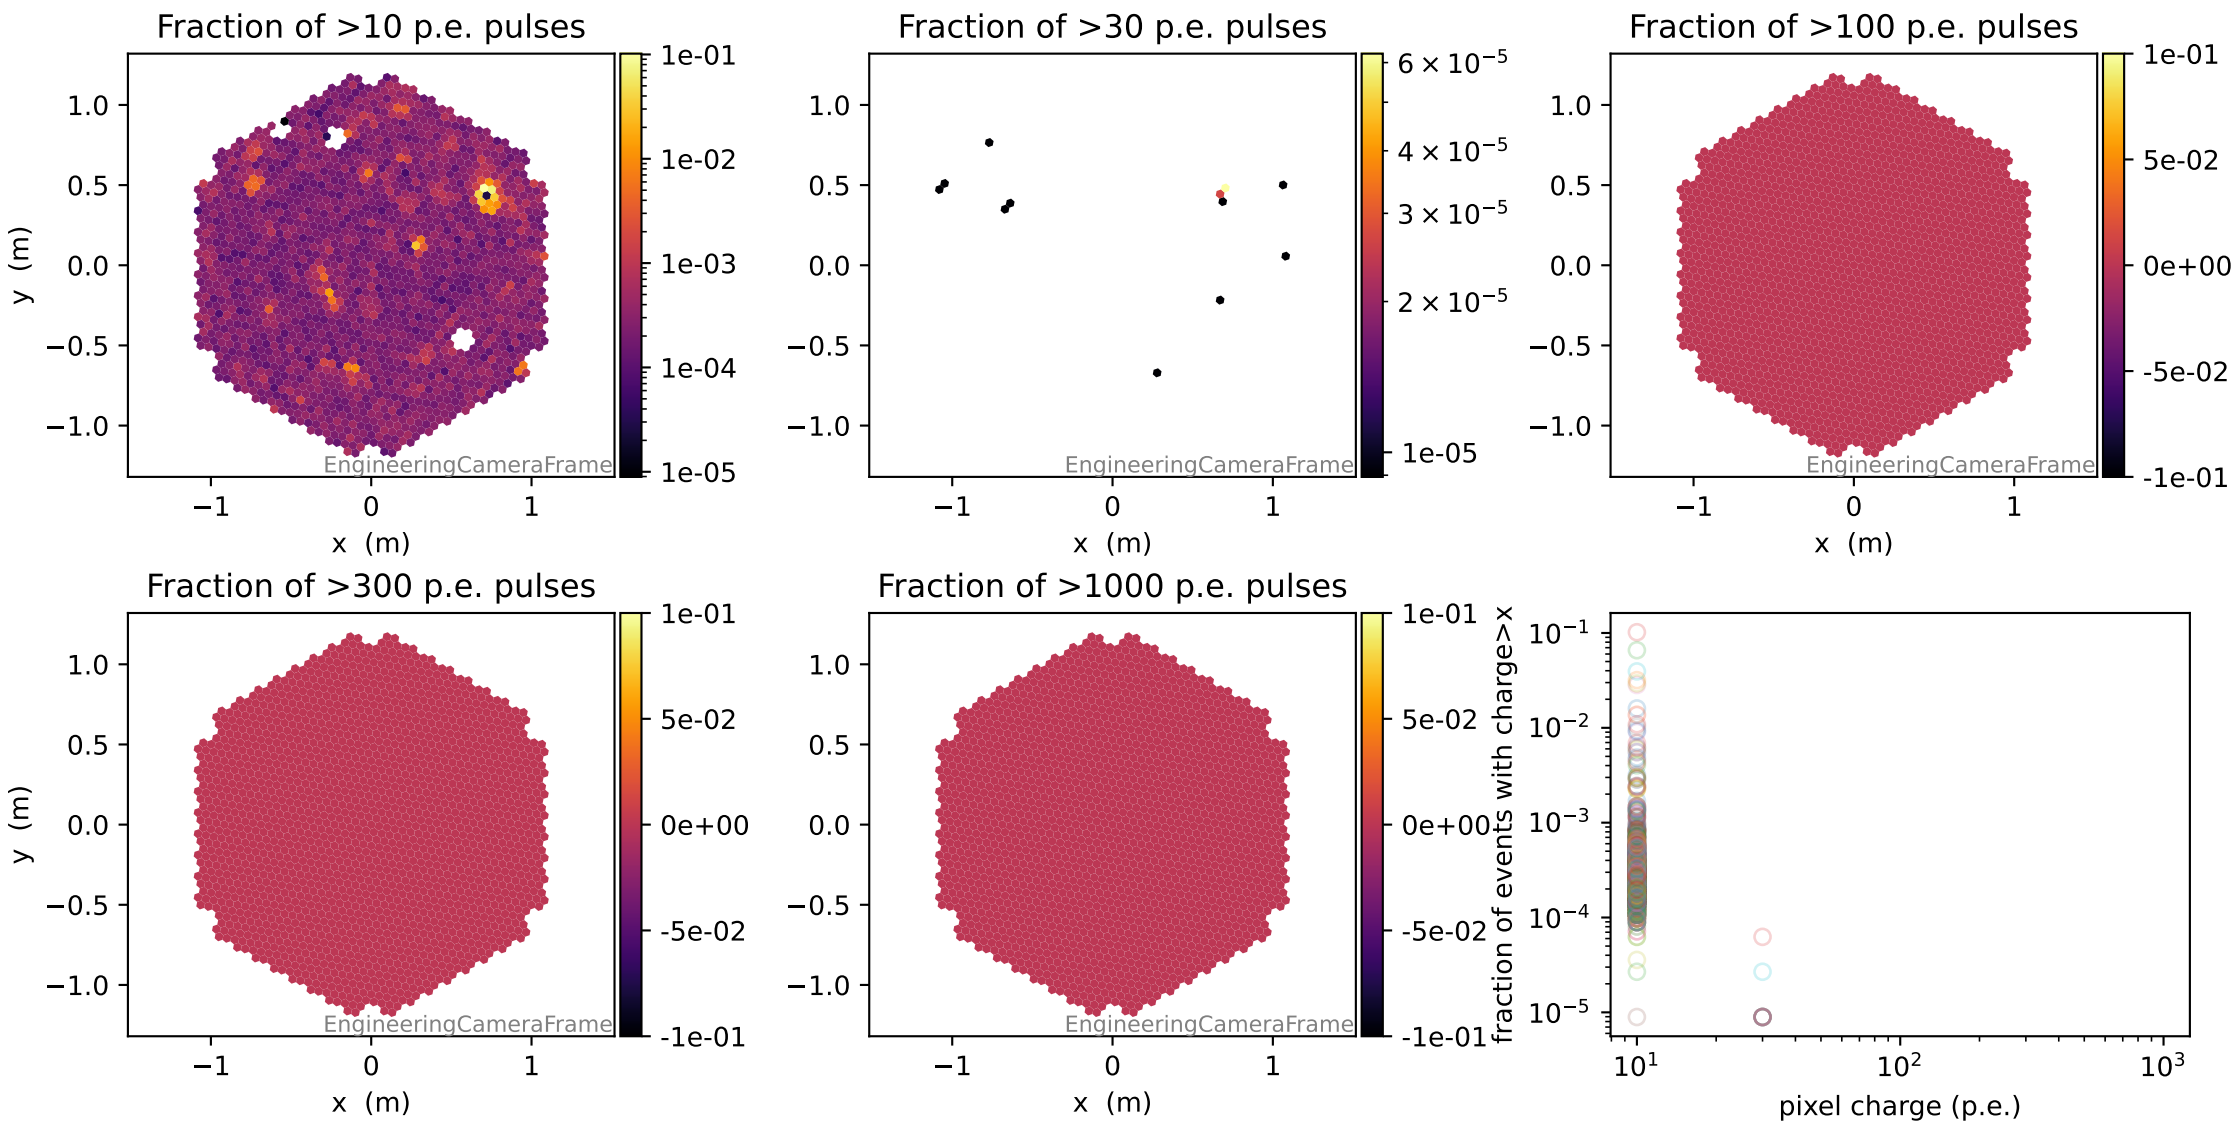 Fraction of >10 p.e. pulses
1e-01
1e-02
1e-03
1e-04
1e-05
1.0
0.5
0.0
−0.5
−1.0
y (m)
EngineeringCameraFrame
−1 0 1
x (m)
Fraction of >30 p.e. pulses
6 × 10⁻⁵
4 × 10⁻⁵
3 × 10⁻⁵
2 × 10⁻⁵
1e-05
1.0
0.5
0.0
−0.5
−1.0
EngineeringCameraFrame
−1 0 1
x (m)
Fraction of >100 p.e. pulses
1e-01
5e-02
0e+00
-5e-02
-1e-01
1.0
0.5
0.0
−0.5
−1.0
EngineeringCameraFrame
−1 0 1
x (m)
Fraction of >300 p.e. pulses
1e-01
5e-02
0e+00
-5e-02
-1e-01
1.0
0.5
0.0
−0.5
−1.0
y (m)
EngineeringCameraFrame
−1 0 1
x (m)
Fraction of >1000 p.e. pulses
1e-01
5e-02
0e+00
-5e-02
-1e-01
1.0
0.5
0.0
−0.5
−1.0
EngineeringCameraFrame
−1 0 1
x (m)
fraction of events with charge>x
10⁻¹
10⁻²
10⁻³
10⁻⁴
10⁻⁵
10¹ 10² 10³
pixel charge (p.e.)